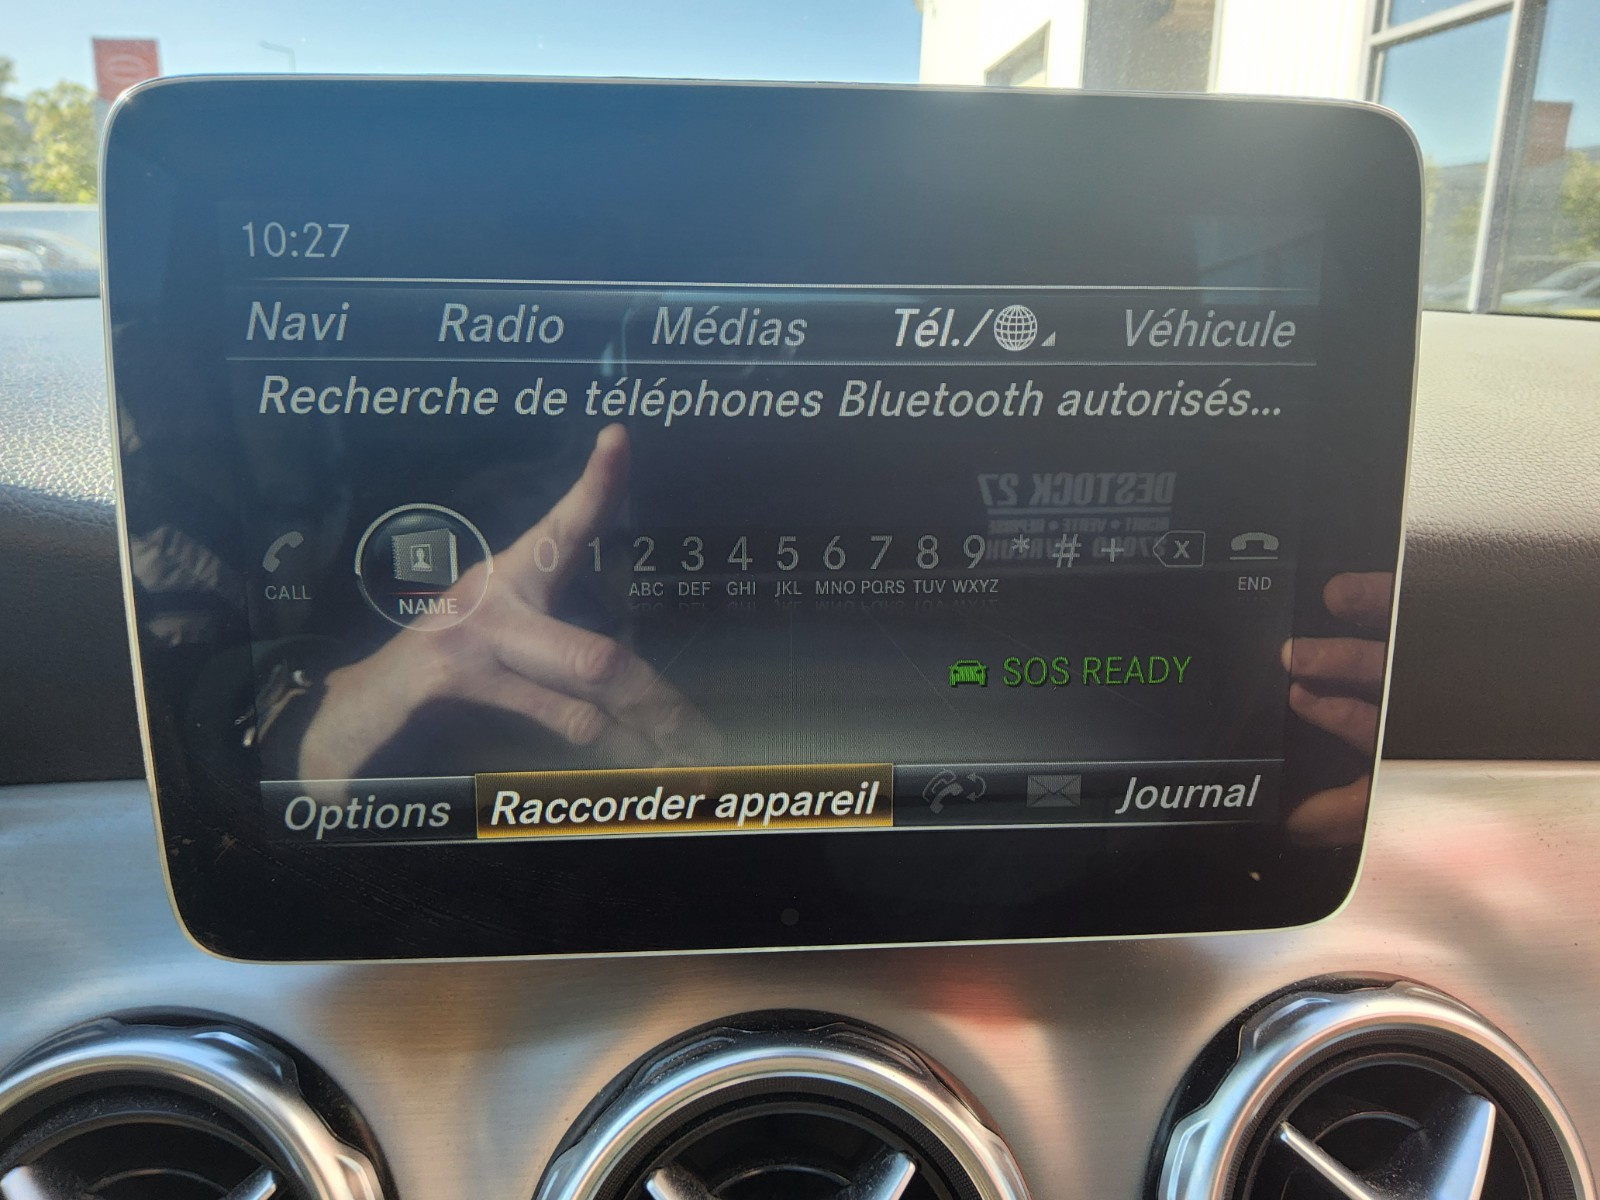 10:27
Navi Radio Médias Tél./ Véhicule
Recherche de téléphones Bluetooth autorisés...
DESTOCK 27
VENTE
0 1 2 3 4 5 6 7 8 9 * # + X
CALL NAME ABC DEF GHI JKL MNO PQRS TUV WXYZ END
SOS READY
Options Raccorder appareil Journal